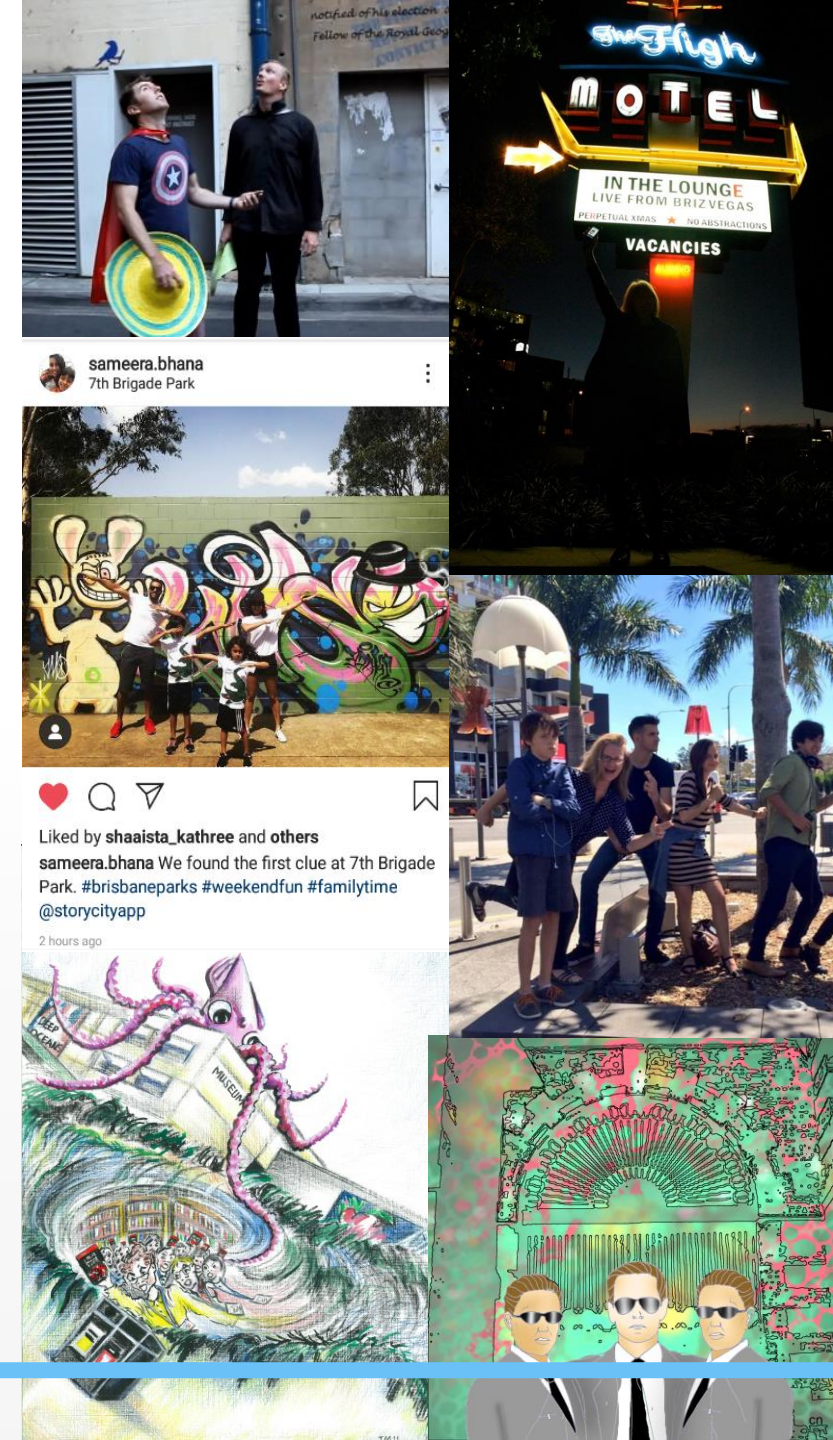 notified of his election
Fellow of the Royal Geog
CONVICT
The High
MOTEL
IN THE LOUNGE
LIVE FROM BRIZVEGAS
PERPETUAL XMAS ★ NO ABSTRACTIONS
VACANCIES
sameera.bhana
7th Brigade Park
Liked by shaaista_kathree and others
sameera.bhana We found the first clue at 7th Brigade
Park. #brisbaneparks #weekendfun #familytime
@storycityapp
2 hours ago
DEEP
OCEANS
MUSEUM
cn